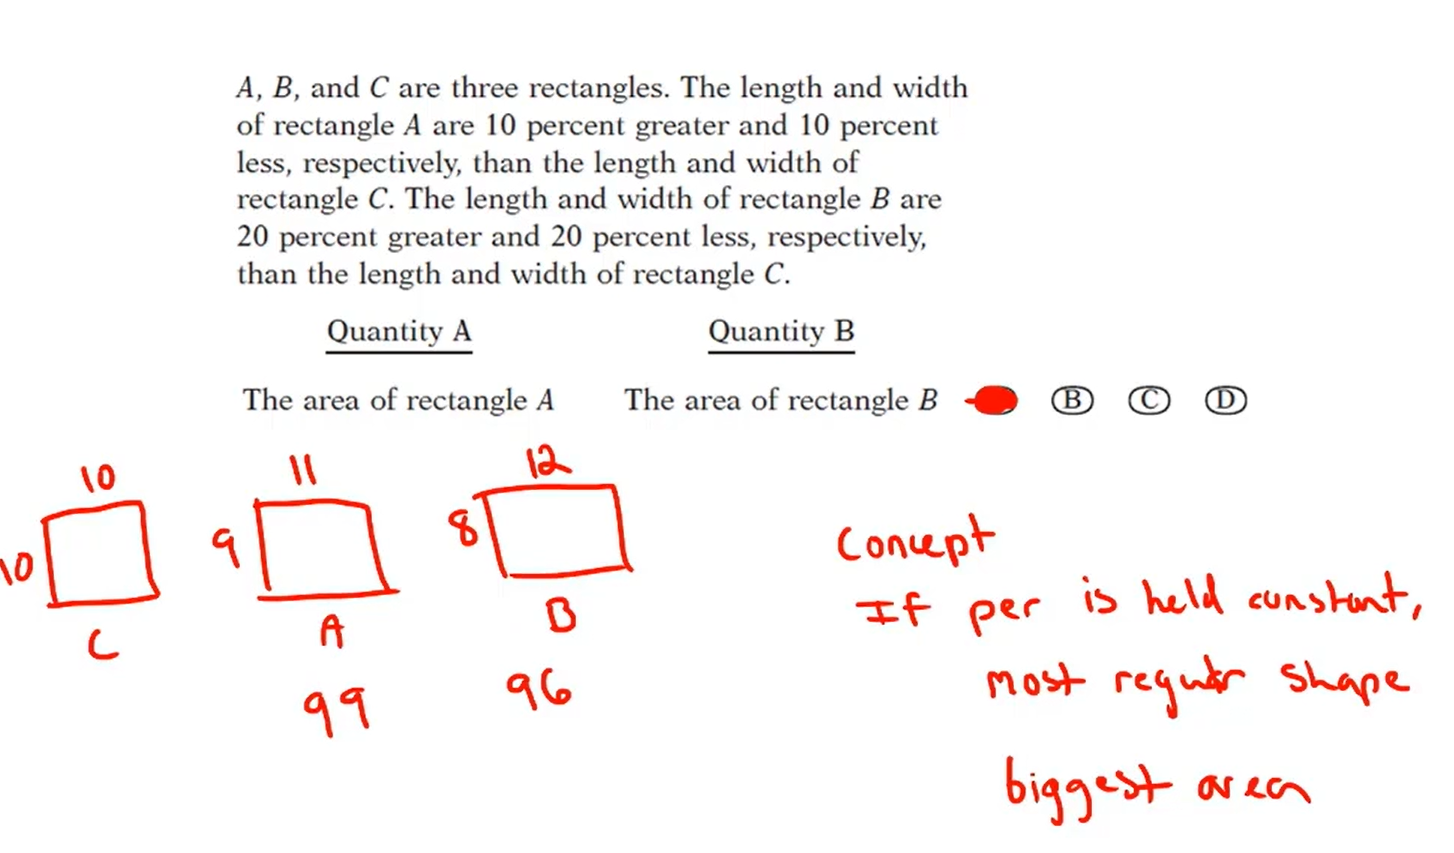 A, B, and C are three rectangles. The length and width
of rectangle A are 10 percent greater and 10 percent
less, respectively, than the length and width of
rectangle C. The length and width of rectangle B are
20 percent greater and 20 percent less, respectively,
than the length and width of rectangle C.
Quantity A Quantity B
The area of rectangle A The area of rectangle B B C D
10 11 12
10 9 8
C A B
99 96
Concept
If per is held constant,
most regular shape
biggest area